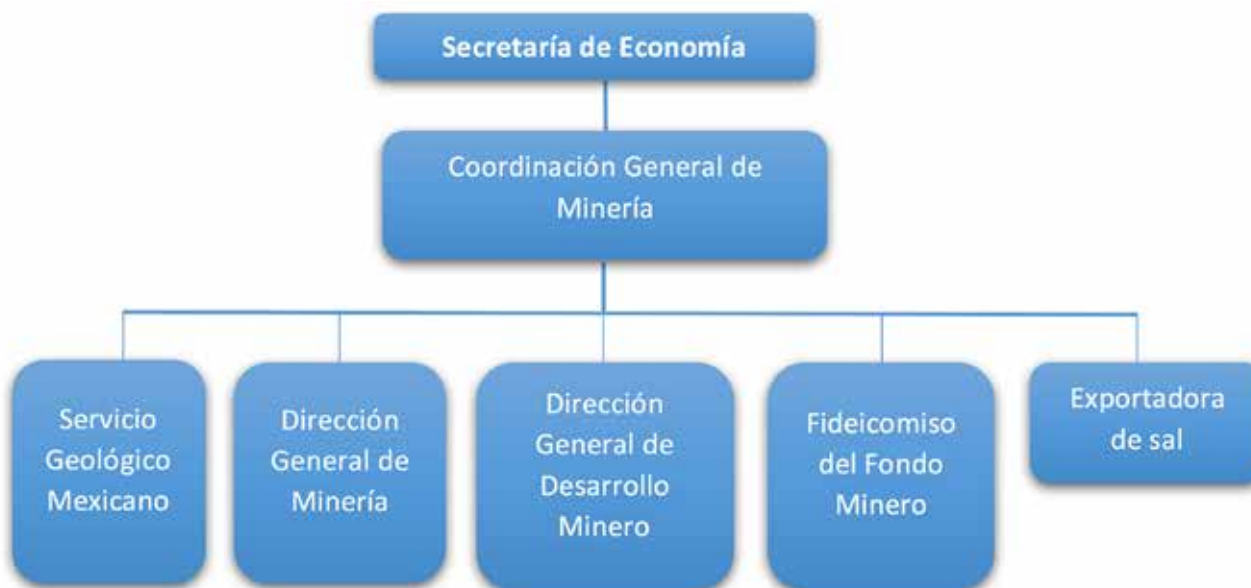 Secretaría de Economía
Coordinación General de
Minería
Servicio
Geológico
Mexicano
Dirección
General de
Minería
Dirección
General de
Desarrollo
Minero
Fideicomiso
del Fondo
Minero
Exportadora
de sal